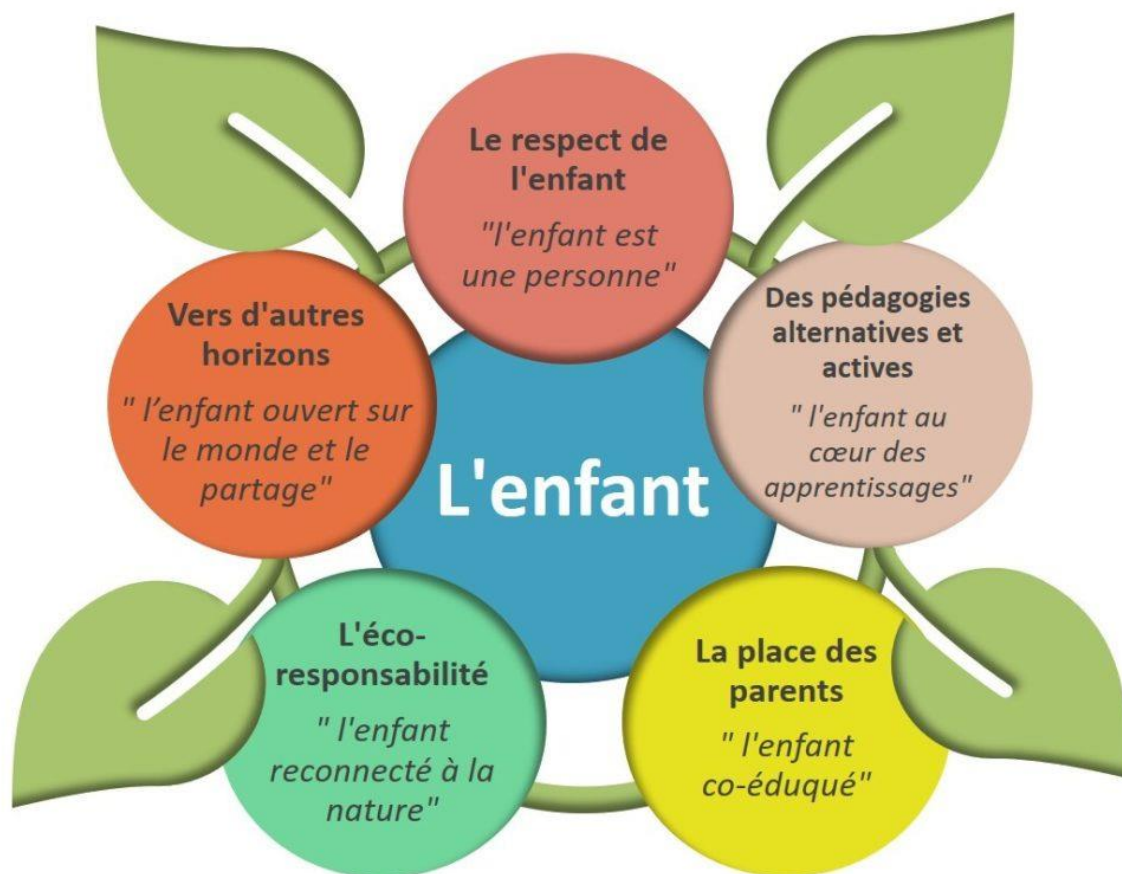 Le respect de
l'enfant
"l'enfant est
une personne"
Des pédagogies
alternatives et
actives
" l'enfant au
cœur des
apprentissages"
La place des
parents
" l'enfant
co-éduqué"
L'éco-
responsabilité
" l'enfant
reconnecté à la
nature"
Vers d'autres
horizons
" l’enfant ouvert sur
le monde et le
partage"
L'enfant